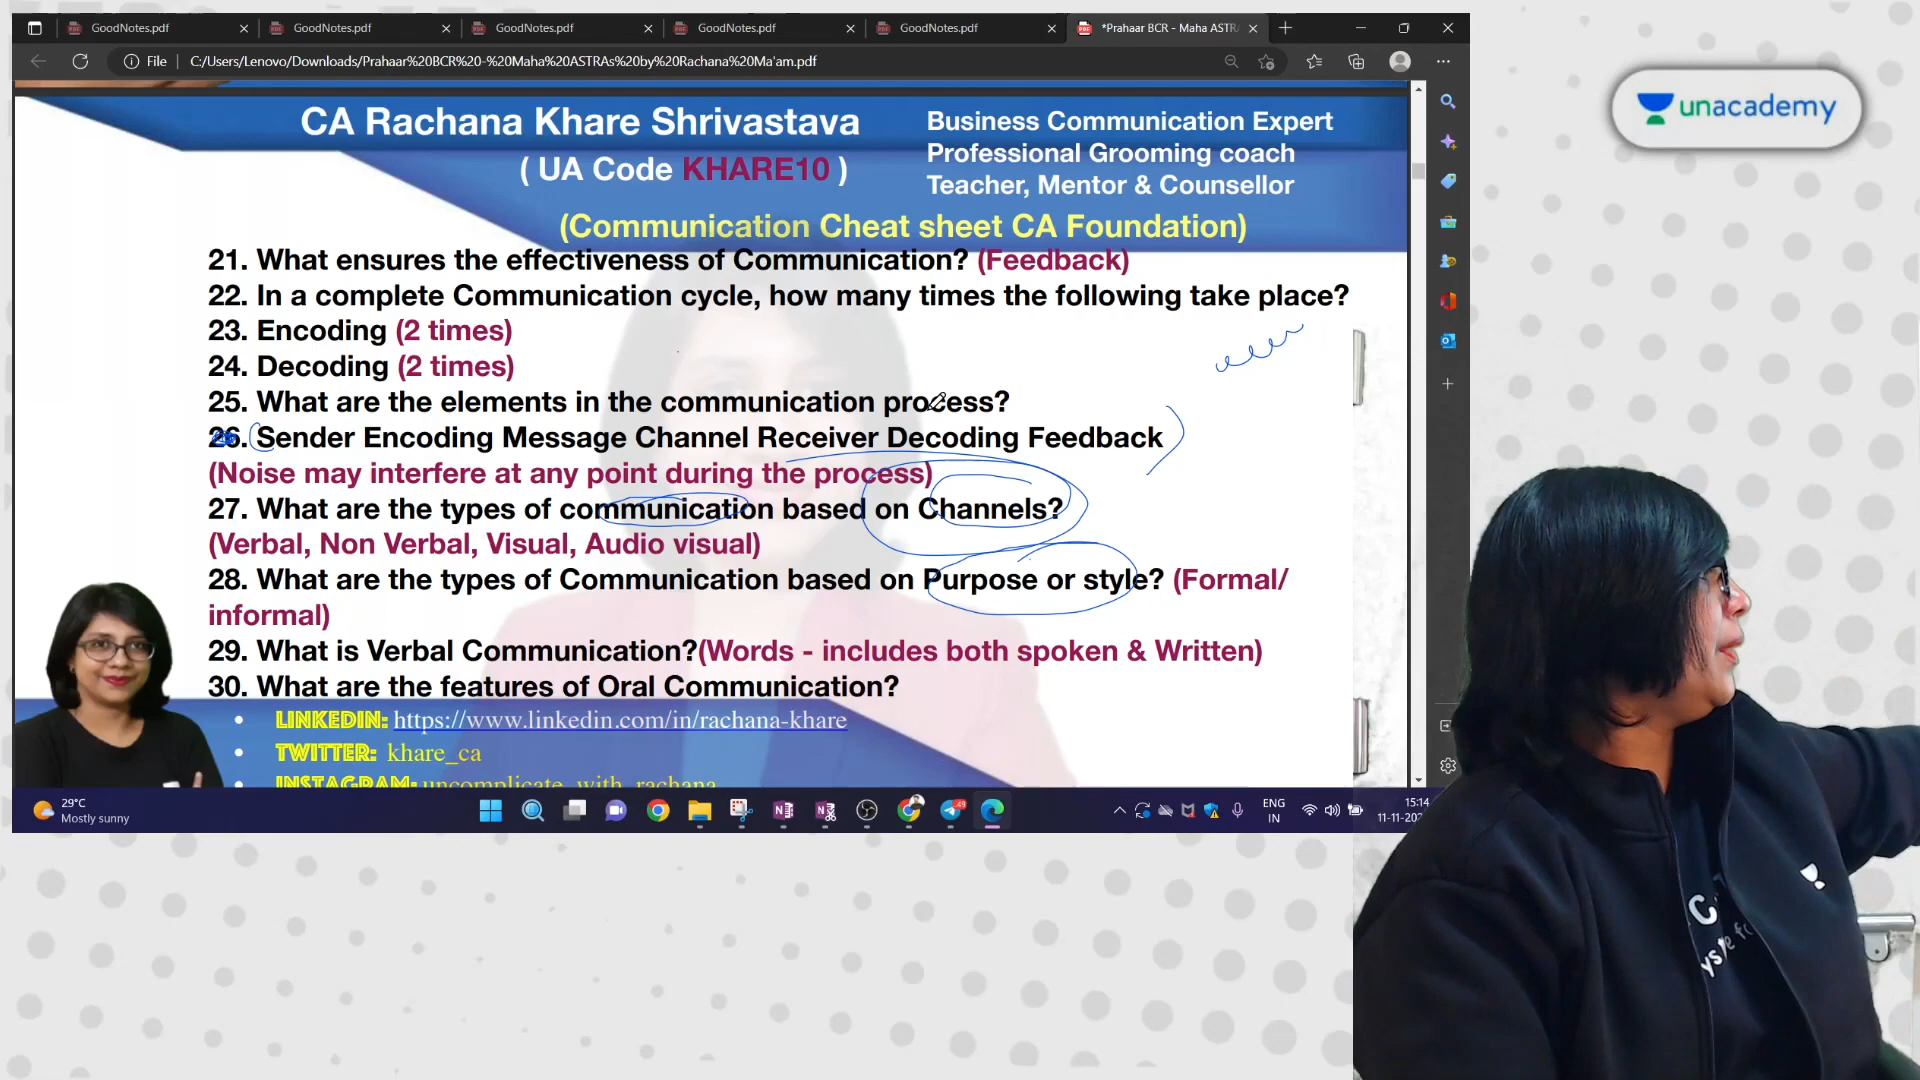 GoodNotes.pdf
GoodNotes.pdf
GoodNotes.pdf
GoodNotes.pdf
GoodNotes.pdf
*Prahaar BCR - Maha ASTR
File
C:/Users/Lenovo/Downloads/Prahaar%20BCR%20-%20Maha%20ASTRAs%20by%20Rachana%20Ma'am.pdf
unacademy
CA Rachana Khare Shrivastava
( UA Code KHARE10 )
Business Communication Expert
Professional Grooming coach
Teacher, Mentor & Counsellor
(Communication Cheat sheet CA Foundation)
21. What ensures the effectiveness of Communication? (Feedback)
22. In a complete Communication cycle, how many times the following take place?
23. Encoding (2 times)
24. Decoding (2 times)
25. What are the elements in the communication process?
26. Sender Encoding Message Channel Receiver Decoding Feedback
(Noise may interfere at any point during the process)
27. What are the types of communication based on Channels?
(Verbal, Non Verbal, Visual, Audio visual)
28. What are the types of Communication based on Purpose or style? (Formal/
informal)
29. What is Verbal Communication?(Words - includes both spoken & Written)
30. What are the features of Oral Communication?
• LINKEDIN: https://www.linkedin.com/in/rachana-khare
• TWITTER: khare_ca
• INSTAGRAM: uncomplicate_with_rachana
29°C
Mostly sunny
49
ENG
IN
15:14
11-11-202